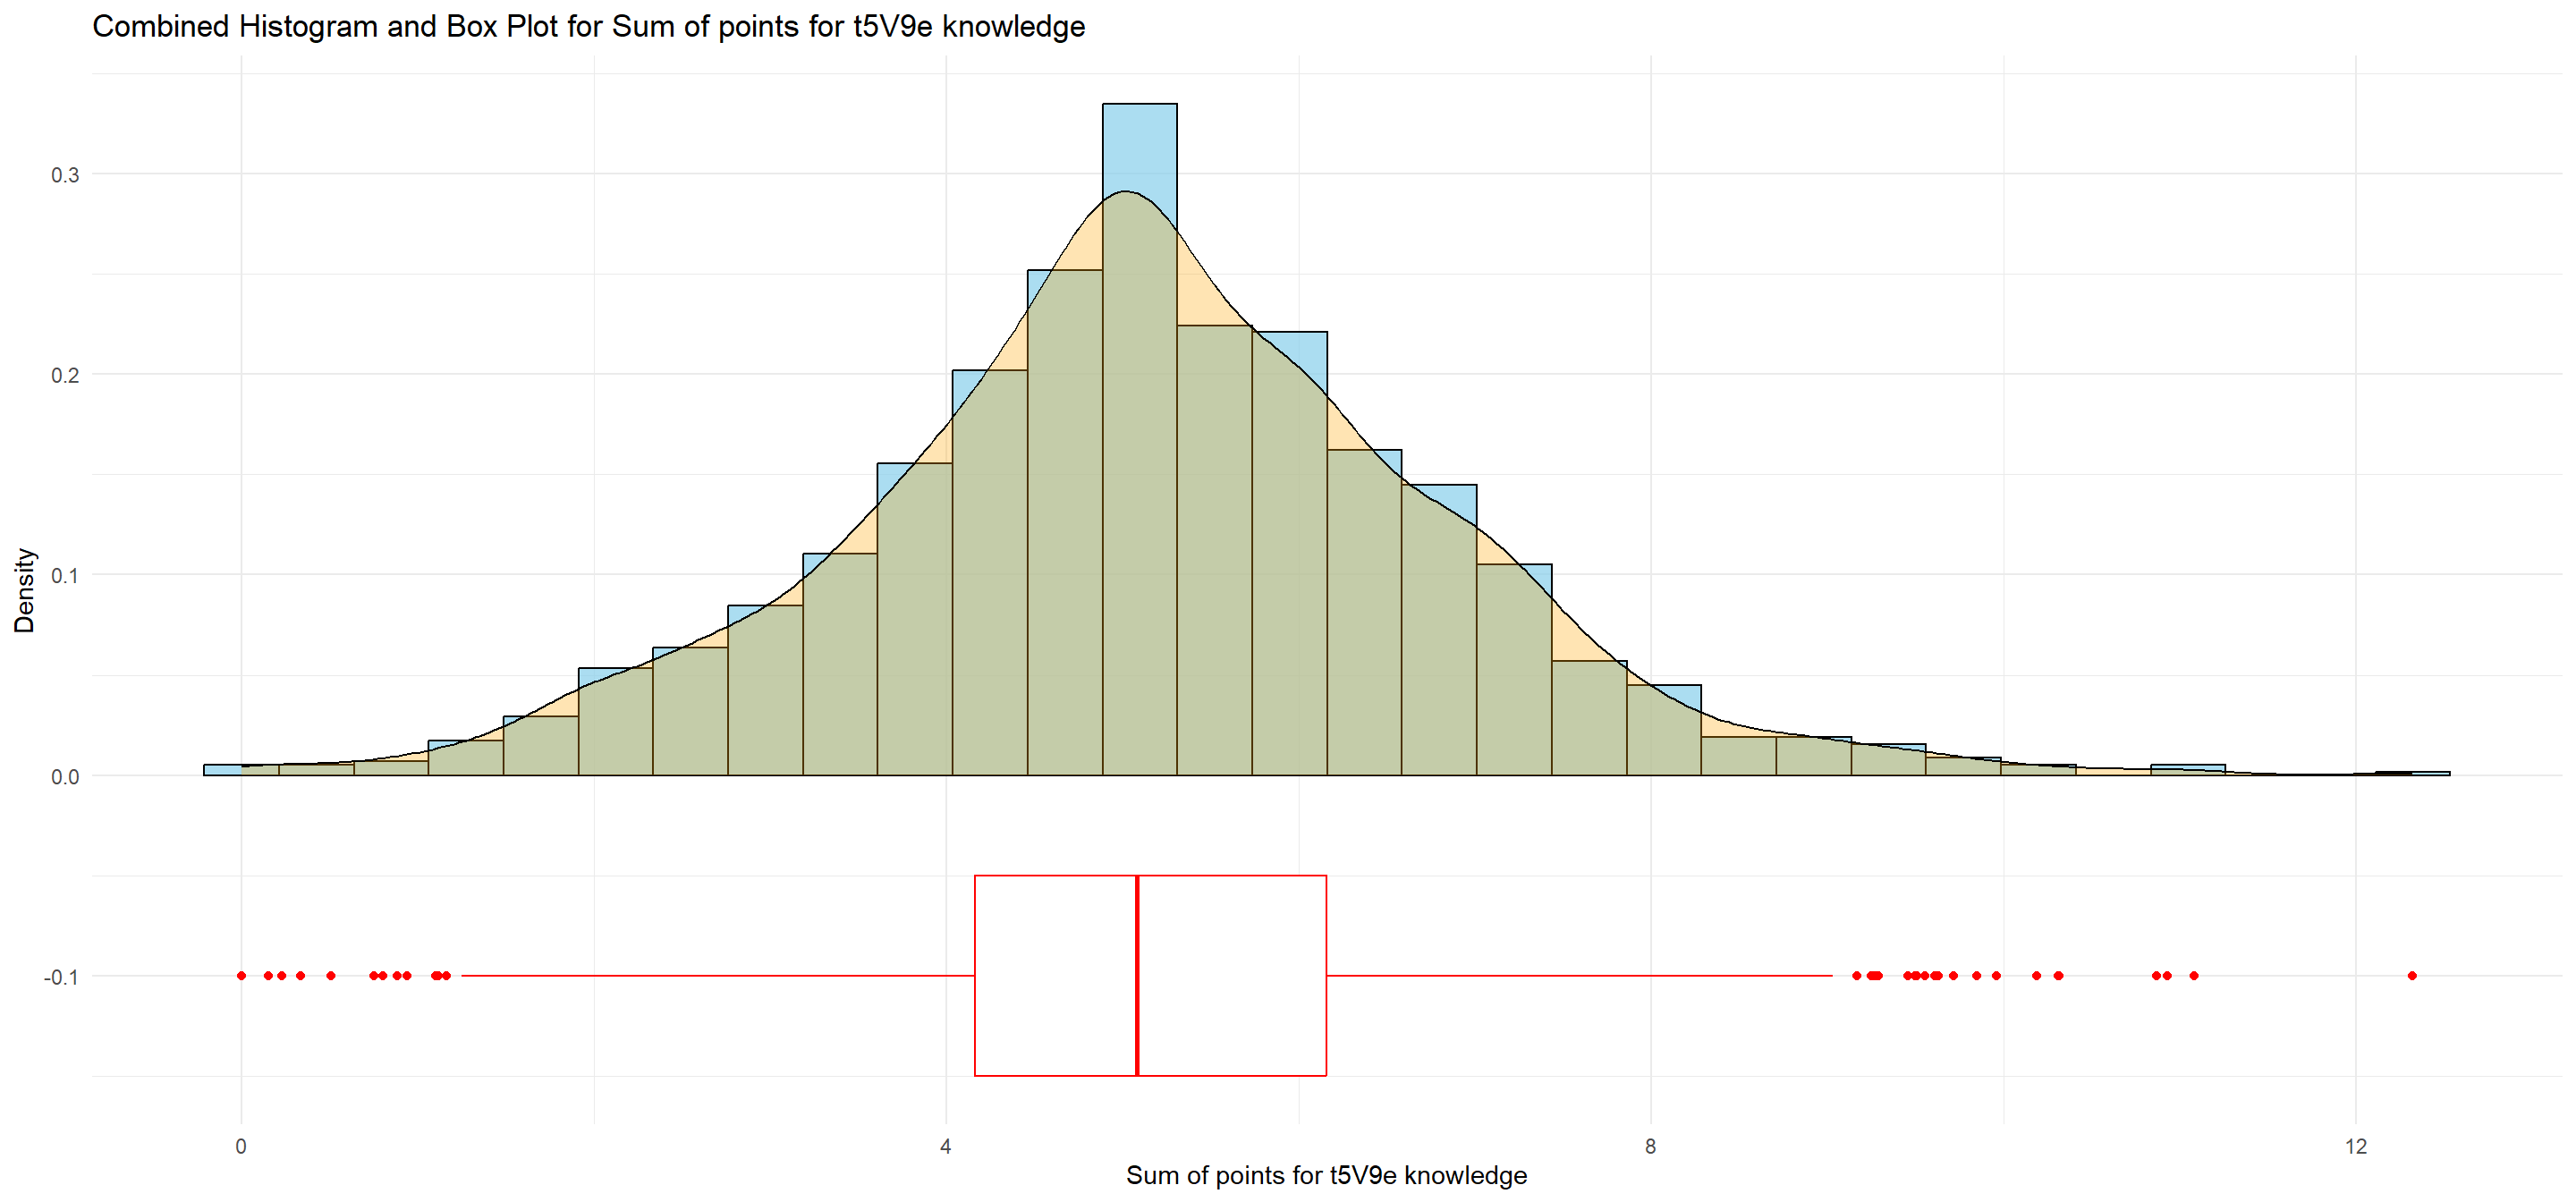 Combined Histogram and Box Plot for Sum of points for t5V9e knowledge
0.3
0.2
0.1
0.0
-0.1
Density
0 4 8 12
Sum of points for t5V9e knowledge